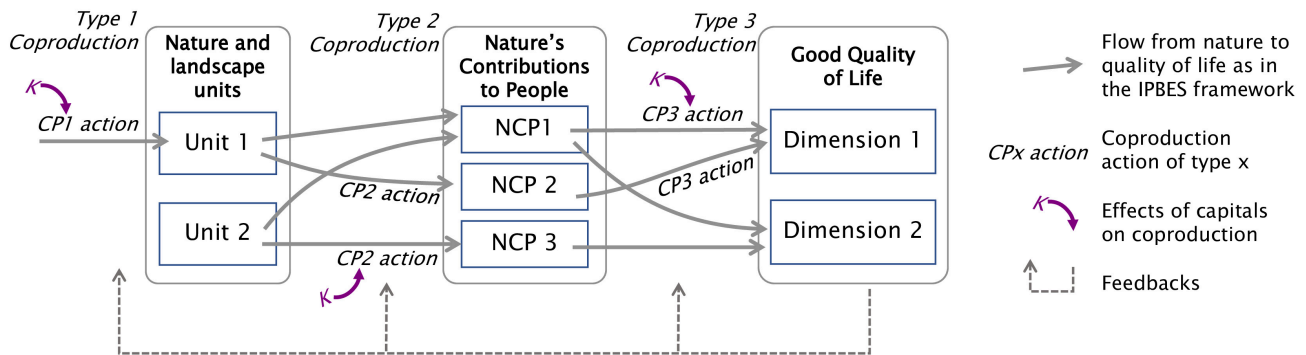 Type 1
Coproduction
K
CP1 action
Nature and
landscape
units
Unit 1
Unit 2
Type 2
Coproduction
CP2 action
CP2 action
K
Nature's
Contributions
to People
NCP1
NCP 2
NCP 3
Type 3
Coproduction
K
CP3 action
CP3 action
Good Quality
of Life
Dimension 1
Dimension 2
Flow from nature to
quality of life as in
the IPBES framework
CPx action
Coproduction
action of type x
K
Effects of capitals
on coproduction
Feedbacks